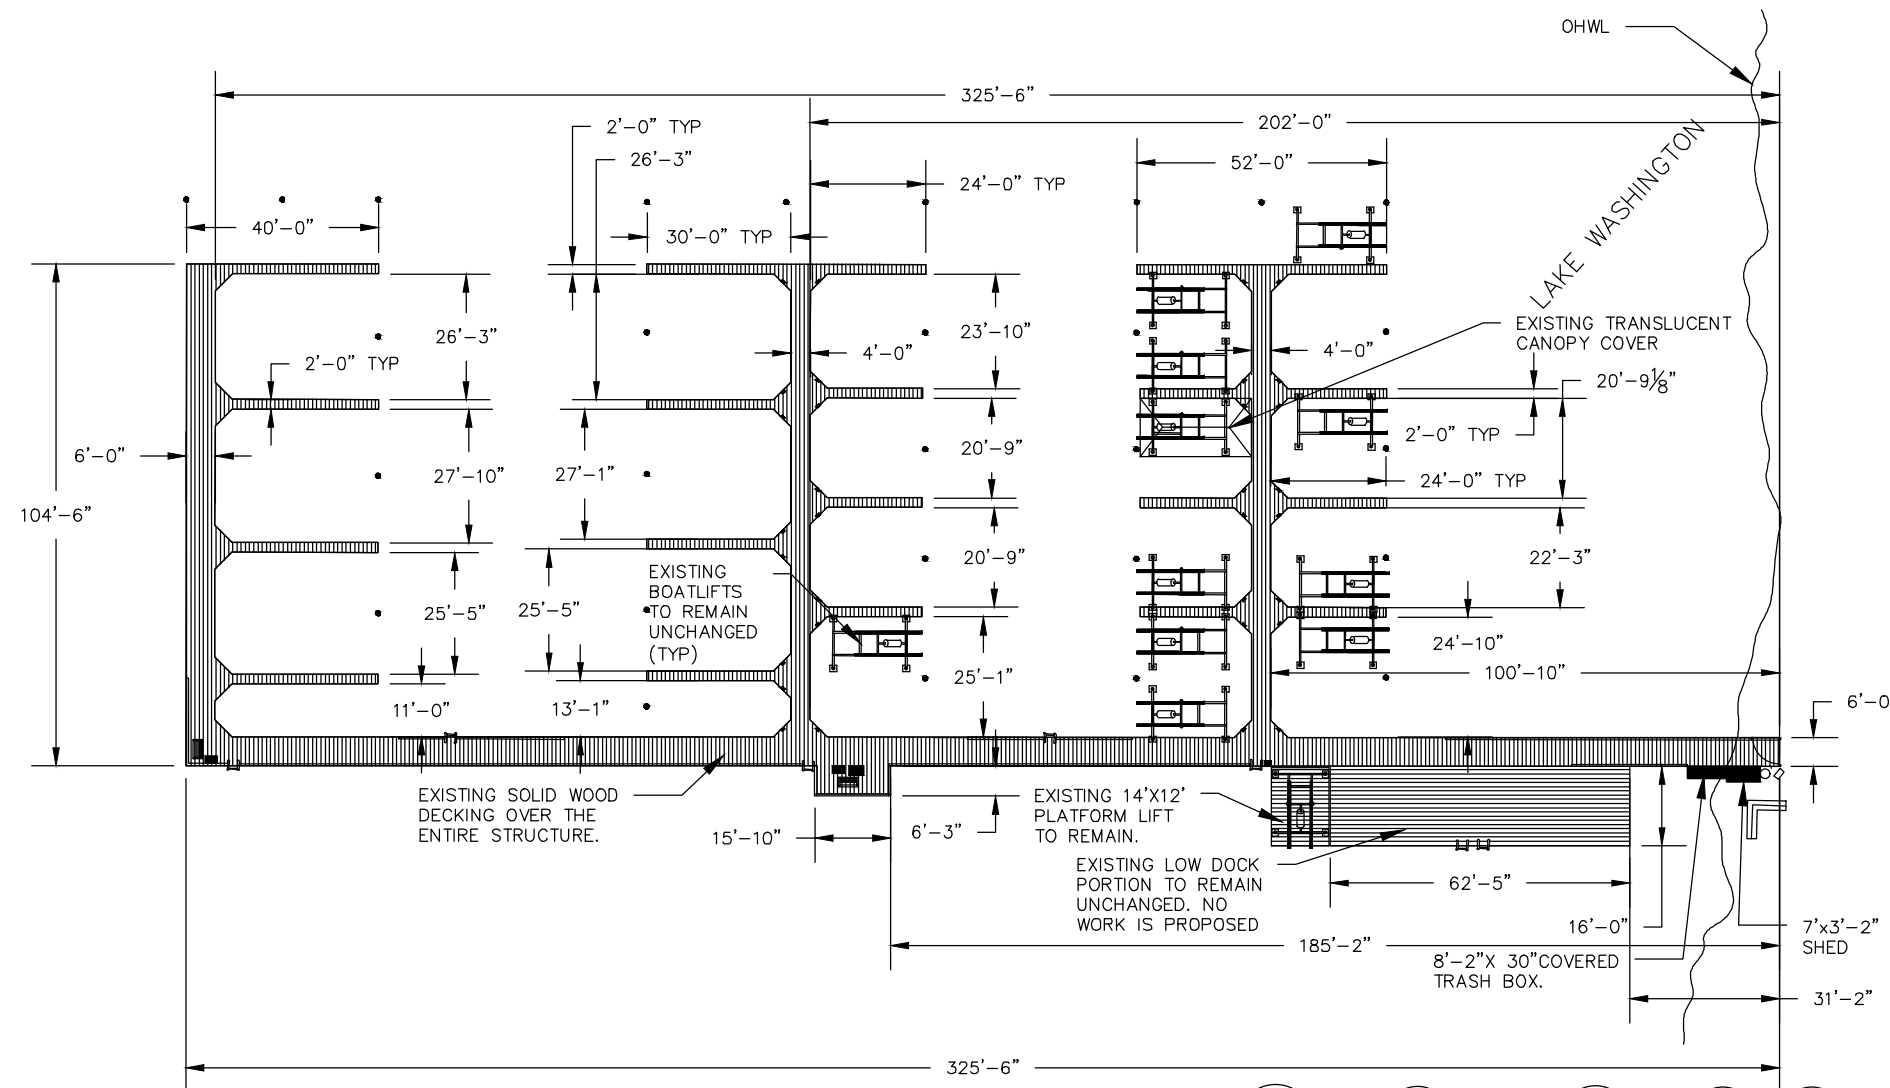 OHWL
325'-6"
202'-0"
2'-0" TYP
26'-3"
52'-0"
24'-0" TYP
LAKE WASHINGTON
40'-0"
30'-0" TYP
26'-3"
23'-10"
EXISTING TRANSLUCENT
CANOPY COVER
4'-0"
4'-0"
2'-0" TYP
20'-9⅛"
2'-0" TYP
6'-0"
27'-10"
27'-1"
20'-9"
24'-0" TYP
104'-6"
20'-9"
22'-3"
EXISTING
BOATLIFTS
TO REMAIN
UNCHANGED
(TYP)
25'-5"
25'-5"
24'-10"
25'-1"
100'-10"
11'-0"
13'-1"
6'-0
EXISTING SOLID WOOD
DECKING OVER THE
ENTIRE STRUCTURE.
15'-10"
6'-3"
EXISTING 14'X12'
PLATFORM LIFT
TO REMAIN.
EXISTING LOW DOCK
PORTION TO REMAIN
UNCHANGED. NO
WORK IS PROPOSED
62'-5"
16'-0"
7'x3'-2"
SHED
185'-2"
8'-2"X 30"COVERED
TRASH BOX.
31'-2"
325'-6"